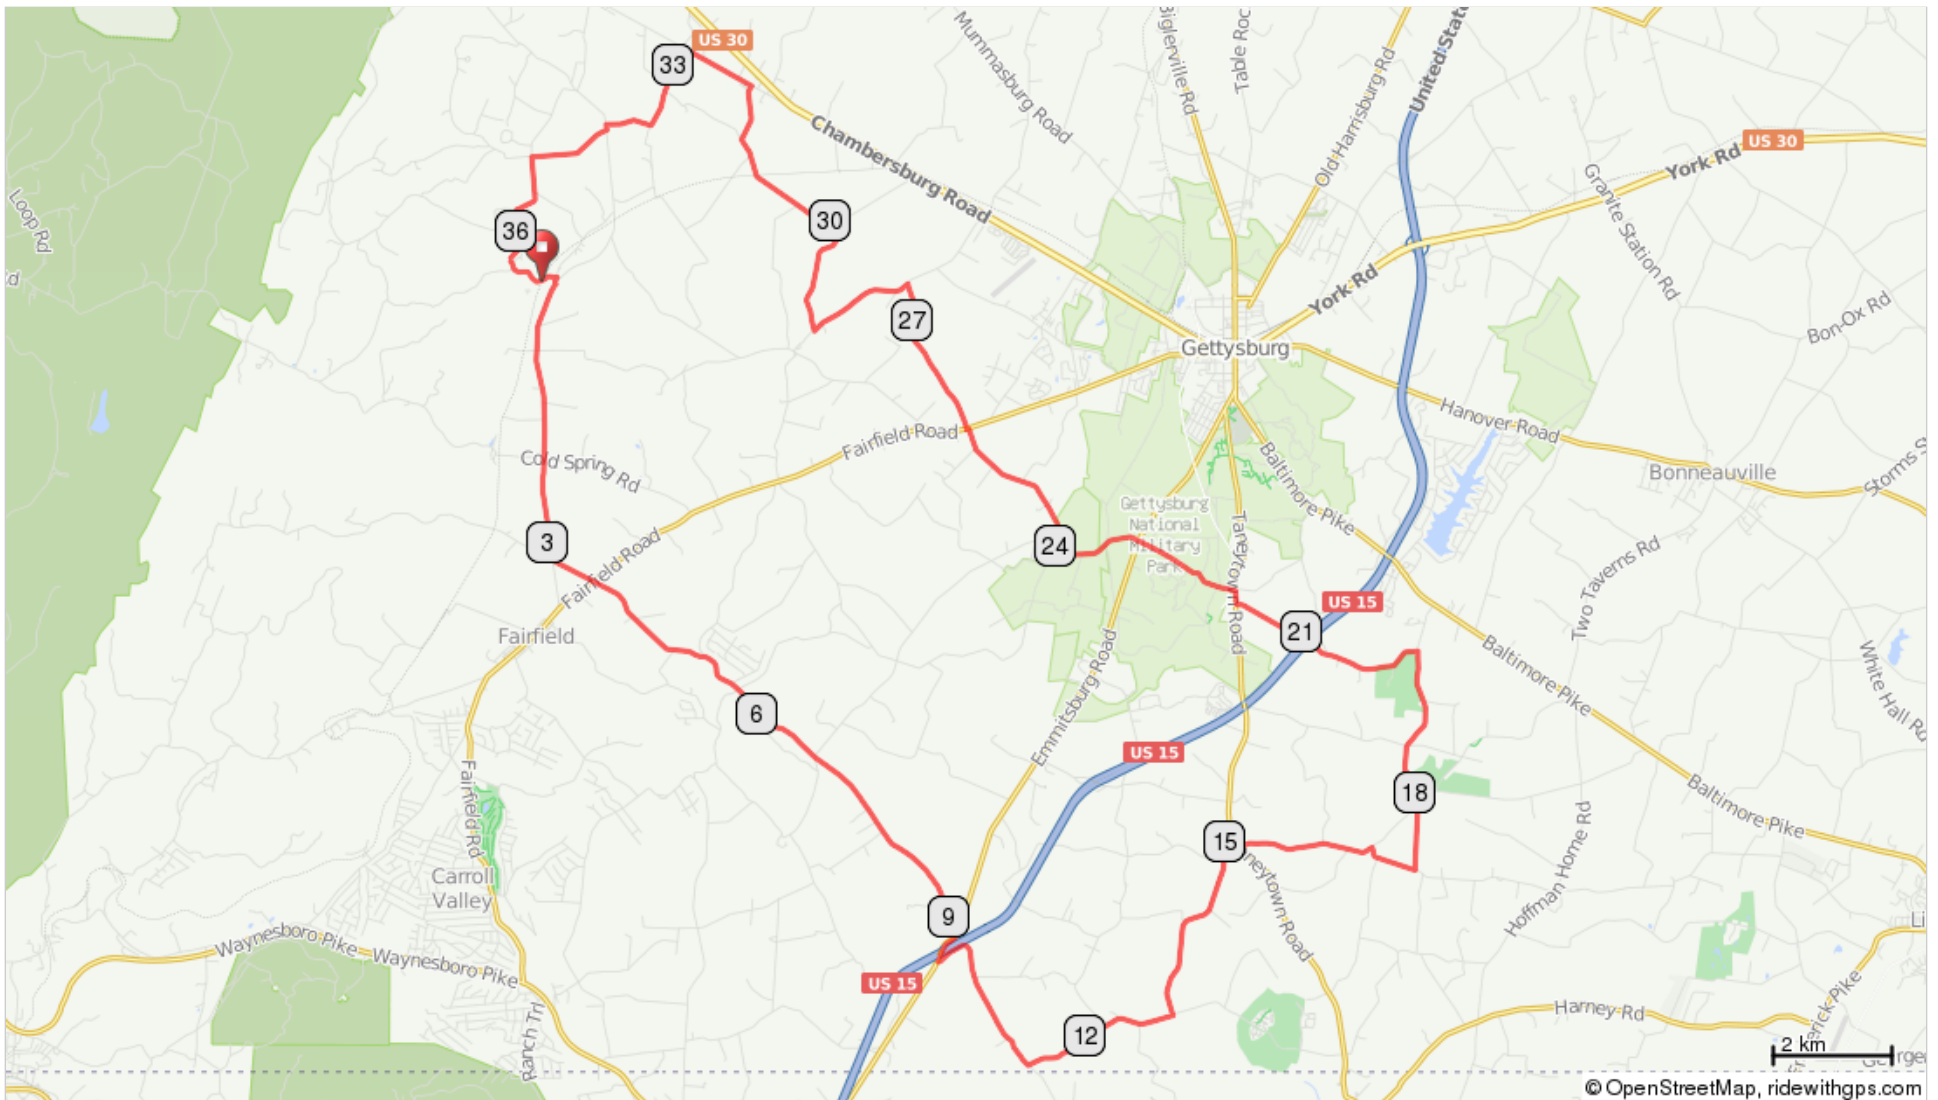 US 30
33
Mummasburg Road
Biglerville Rd
Table Roc
Old Harrisburg Rd
United State
Chambersburg Road
York Rd
US 30
Granite Station Rd
Loop Rd
d
36
30
27
York Rd
Bon-Ox Rd
Gettysburg
Hanover Road
Fairfield Road
Cold Spring Rd
Baltimore Pike
Bonneauville
Storms S
Gettysburg
National
Military
Park
Taneytown Road
3
24
Fairfield Road
Two Taverns Rd
US 15
21
Fairfield
Emmitsburg Road
Baltimore Pike
White Hall Rd
6
US 15
18
Fairfield Rd
Baltimore Pike
15
neytown Road
Hoffman Home Rd
Carroll
Valley
9
Li
Waynesboro Pike
Waynesboro Pike
US 15
Harney Rd
erick Pike
Ranch Trl
12
2 km
© OpenStreetMap, ridewithgps.com